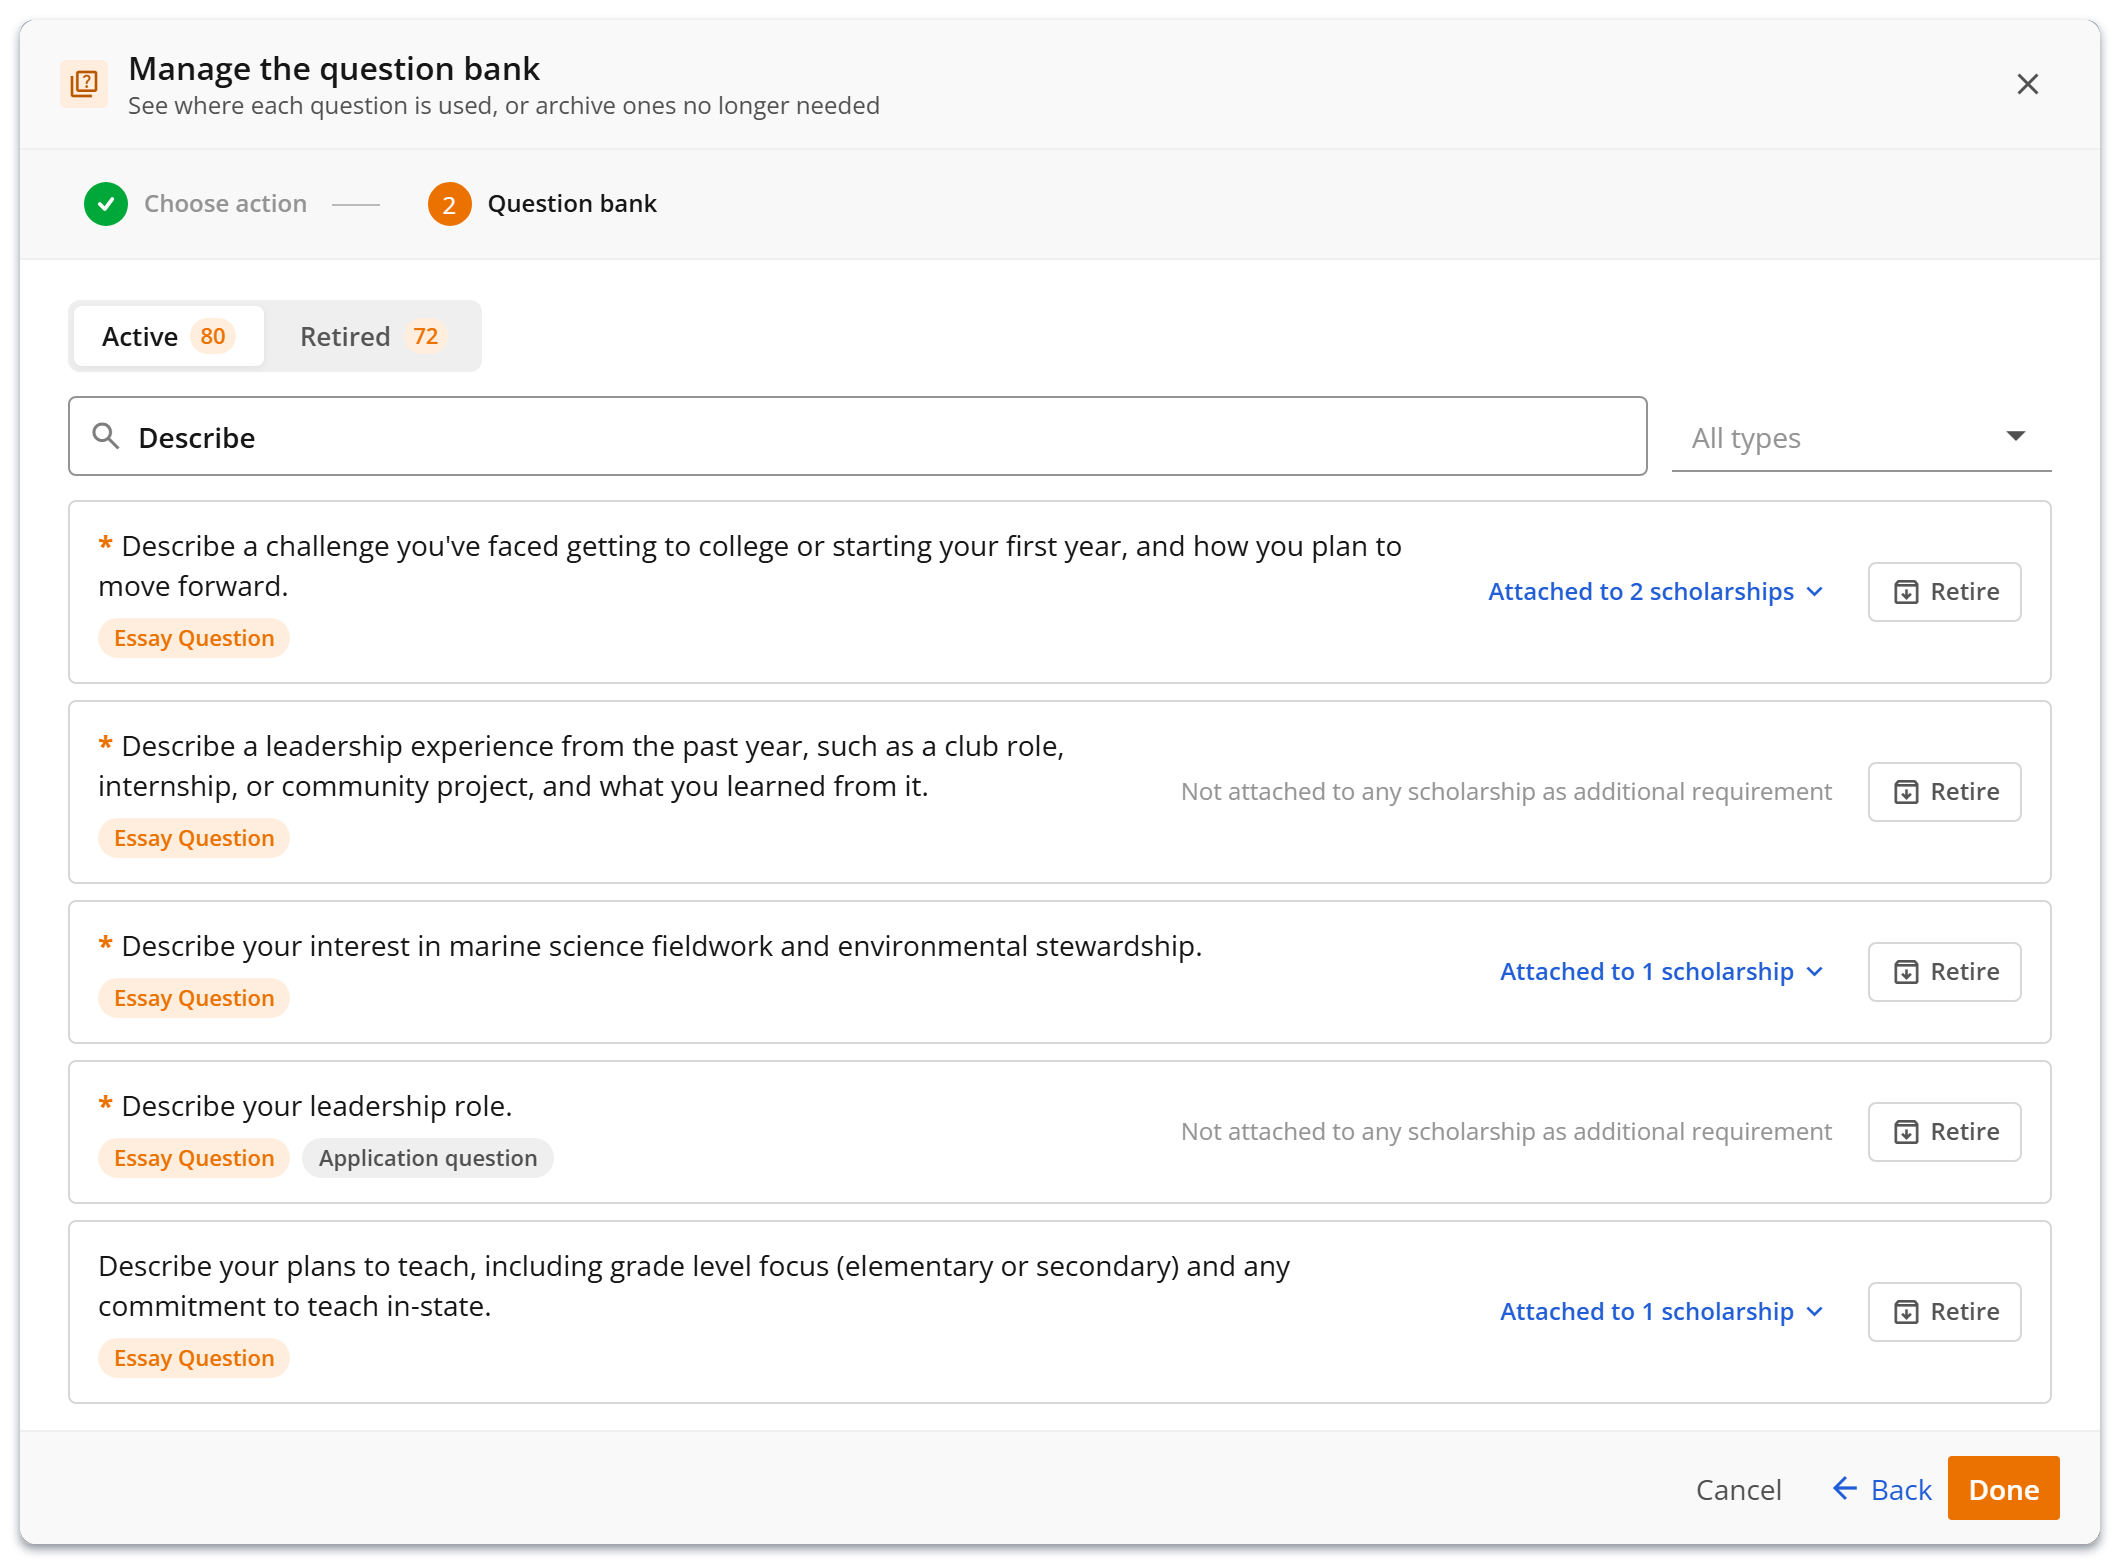 Manage the question bank
See where each question is used, or archive ones no longer needed
Choose action
2 Question bank
Active 80 Retired 72
Describe
All types
* Describe a challenge you've faced getting to college or starting your first year, and how you plan to
move forward.
Essay Question
Attached to 2 scholarships
Retire
* Describe a leadership experience from the past year, such as a club role,
internship, or community project, and what you learned from it.
Essay Question
Not attached to any scholarship as additional requirement
Retire
* Describe your interest in marine science fieldwork and environmental stewardship.
Essay Question
Attached to 1 scholarship
Retire
* Describe your leadership role.
Essay Question Application question
Not attached to any scholarship as additional requirement
Retire
Describe your plans to teach, including grade level focus (elementary or secondary) and any
commitment to teach in-state.
Essay Question
Attached to 1 scholarship
Retire
Cancel Back Done